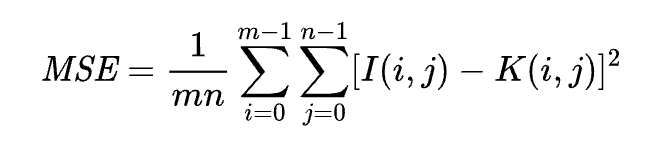 MSE = \frac{1}{mn} \sum_{i=0}^{m-1} \sum_{j=0}^{n-1} [I(i,j) - K(i,j)]^2